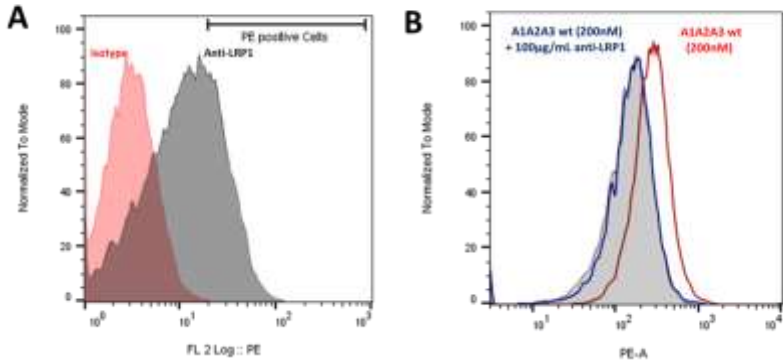 A
PE positive Cells
Isotype
Anti-LRP1
Normalized To Mode
100
80
60
40
20
0
10^0
10^1
10^2
10^3
FL 2 Log :: PE
B
A1A2A3 wt (200nM)
+ 100µg/mL anti-LRP1
A1A2A3 wt
(200nM)
Normalized To Mode
100
80
60
40
20
0
10^1
10^2
10^3
10^4
PE-A